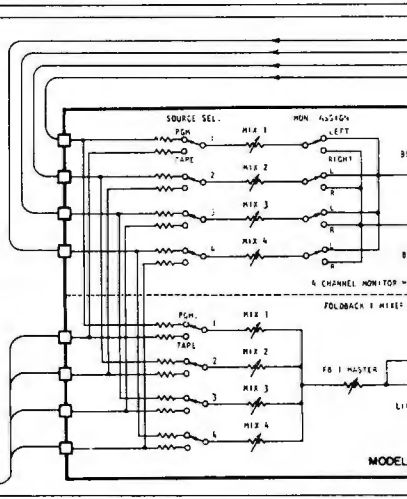 SOURCE SEL.
MON. ASSIGN
PGM.
1
MIX 1
LEFT
TAPE
RIGHT
2
MIX 2
L
R
3
MIX 3
L
R
4
MIX 4
L
R
4 CHANNEL MONITOR
FOLDBACK 1 MIXER
PGM.
1
MIX 1
TAPE
2
MIX 2
FB 1 MASTER
3
MIX 3
4
MIX 4
MODEL